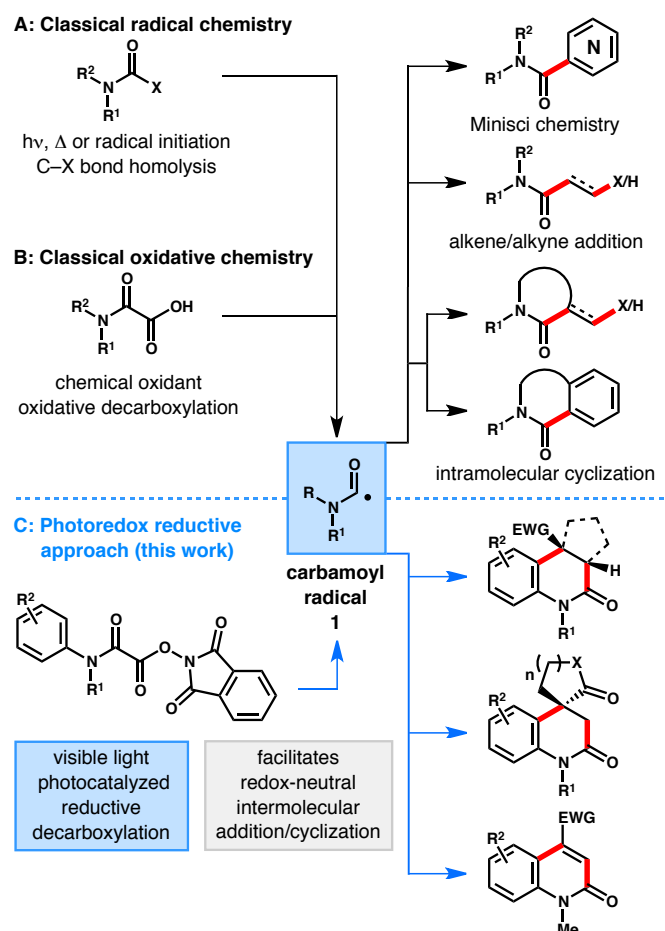 A: Classical radical chemistry
O
R²
N
X
R¹
hν, Δ or radical initiation
C–X bond homolysis
B: Classical oxidative chemistry
O
R²
N
OH
R¹
O
chemical oxidant
oxidative decarboxylation
R²
N
R¹
N
O
Minisci chemistry
R²
N
R¹
X/H
O
alkene/alkyne addition
N
R¹
X/H
O
N
R¹
O
intramolecular cyclization
O
R
N
R¹
carbamoyl
radical
1
C: Photoredox reductive
approach (this work)
R²
O
O
O
N
N
R¹
O
O
visible light
photocatalyzed
reductive
decarboxylation
facilitates
redox-neutral
intermolecular
addition/cyclization
EWG
R²
H
N
O
R¹
n
X
R²
O
N
O
R¹
EWG
R²
N
O
Me